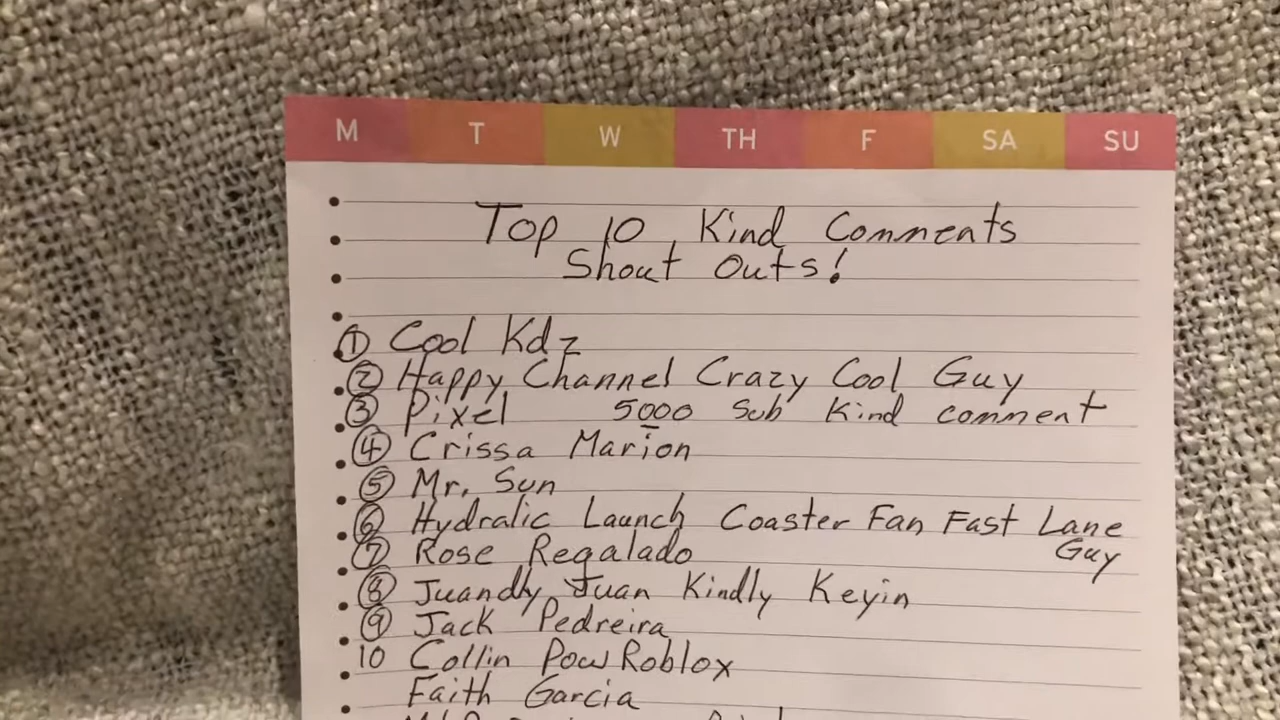 M T W TH F SA SU
Top 10 Kind Comments
Shout Outs!
① Cool Kdz
② Happy Channel Crazy Cool Guy
③ Pixel 5000 Sub Kind comment
④ Crissa Marion
⑤ Mr. Sun
⑥ Hydralic Launch Coaster Fan Fast Lane
Guy
⑦ Rose Regalado
⑧ Juandly Juan Kindly Keyin
⑨ Jack Pedreira
10 Collin Pow Roblox
Faith Garcia